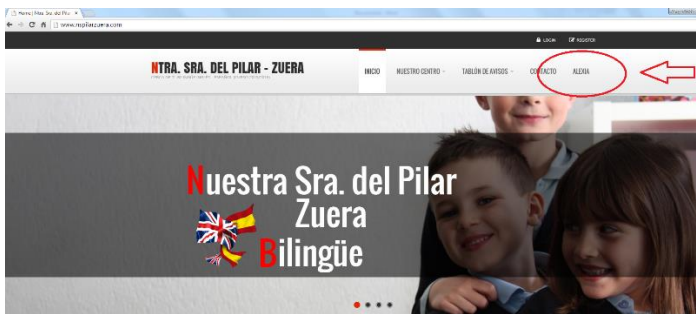 www.nspilarzuera.com
LOGIN REGISTER
NTRA. SRA. DEL PILAR - ZUERA
INICIO NUESTRO CENTRO TABLÓN DE AVISOS CONTACTO ALEXIA
Nuestra Sra. del Pilar
Zuera
Bilingüe